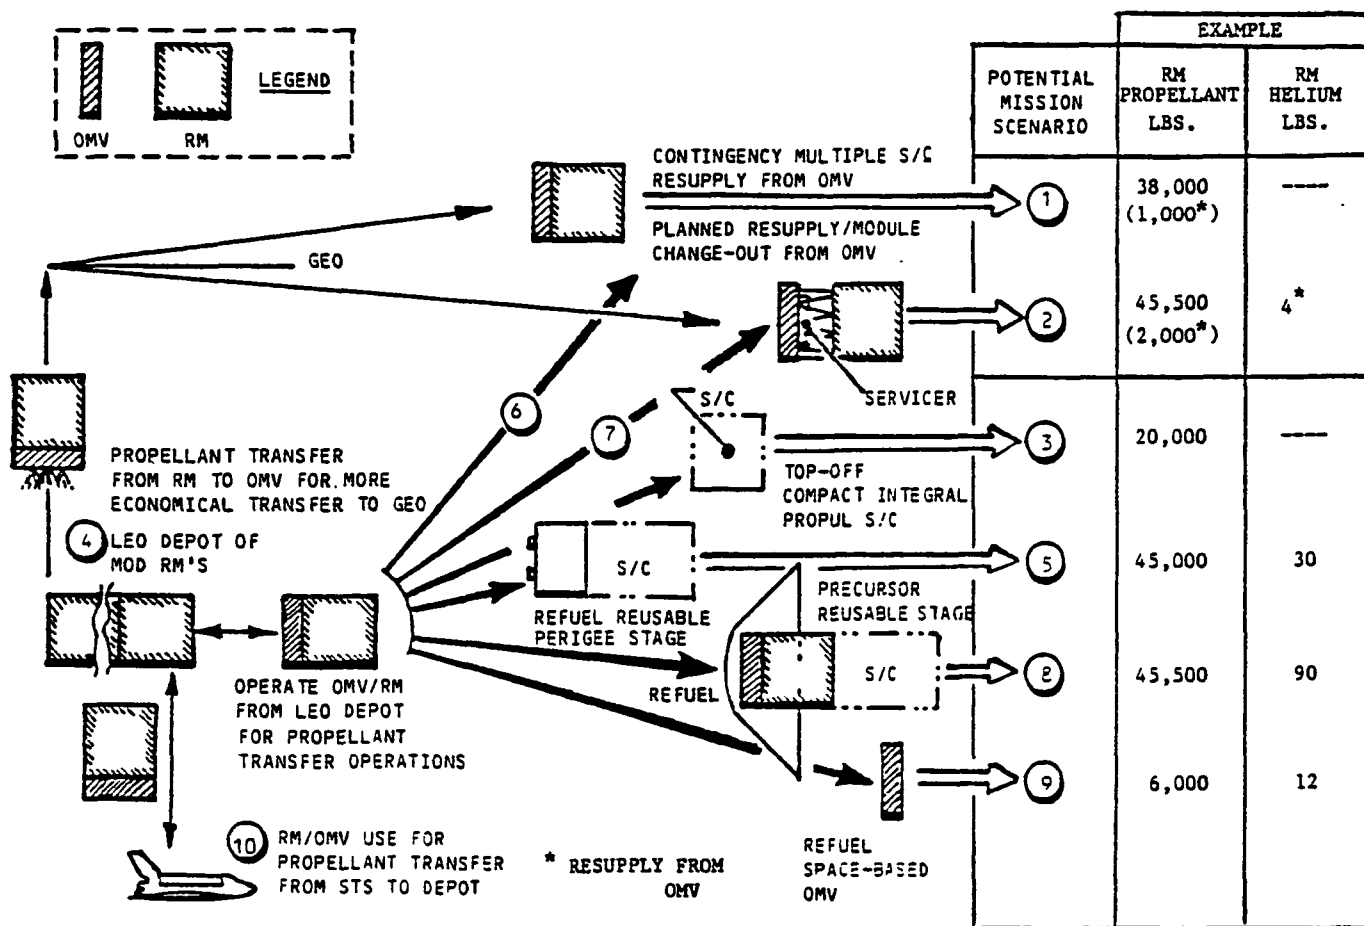 LEGEND
OMV
RM
EXAMPLE
POTENTIAL
MISSION
SCENARIO
RM
PROPELLANT
LBS.
RM
HELIUM
LBS.
CONTINGENCY MULTIPLE S/C
RESUPPLY FROM OMV
1
38,000
(1,000*)
----
PLANNED RESUPPLY/MODULE
CHANGE-OUT FROM OMV
GEO
2
45,500
(2,000*)
4*
SERVICER
S/C
6
7
3
20,000
----
TOP-OFF
COMPACT INTEGRAL
PROPUL S/C
PROPELLANT TRANSFER
FROM RM TO OMV FOR MORE
ECONOMICAL TRANSFER TO GEO
4
LEO DEPOT OF
MOD RM'S
S/C
5
45,000
30
REFUEL REUSABLE
PERIGEE STAGE
PRECURSOR
REUSABLE STAGE
REFUEL
S/C
8
45,500
90
OPERATE OMV/RM
FROM LEO DEPOT
FOR PROPELLANT
TRANSFER OPERATIONS
9
6,000
12
10
RM/OMV USE FOR
PROPELLANT TRANSFER
FROM STS TO DEPOT
* RESUPPLY FROM
OMV
REFUEL
SPACE-BASED
OMV